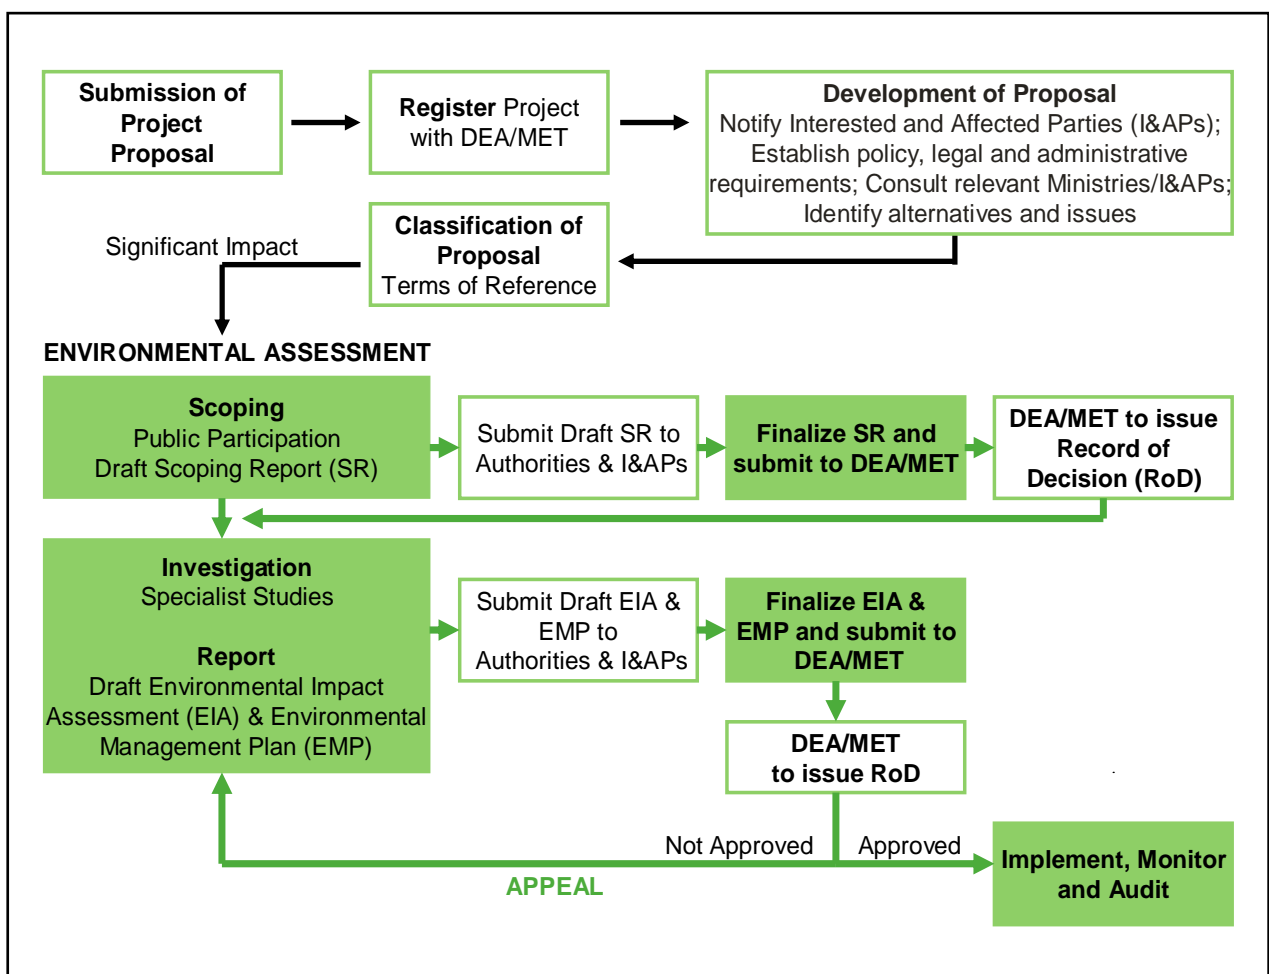 Submission of
Project
Proposal
Register Project
with DEA/MET
Development of Proposal
Notify Interested and Affected Parties (I&APs);
Establish policy, legal and administrative
requirements; Consult relevant Ministries/I&APs;
Identify alternatives and issues
Classification of
Proposal
Terms of Reference
Significant Impact
ENVIRONMENTAL ASSESSMENT
Scoping
Public Participation
Draft Scoping Report (SR)
Submit Draft SR to
Authorities & I&APs
Finalize SR and
submit to DEA/MET
DEA/MET to issue
Record of
Decision (RoD)
Investigation
Specialist Studies
Report
Draft Environmental Impact
Assessment (EIA) & Environmental
Management Plan (EMP)
Submit Draft EIA &
EMP to
Authorities & I&APs
Finalize EIA &
EMP and submit to
DEA/MET
DEA/MET
to issue RoD
Not Approved
Approved
APPEAL
Implement, Monitor
and Audit